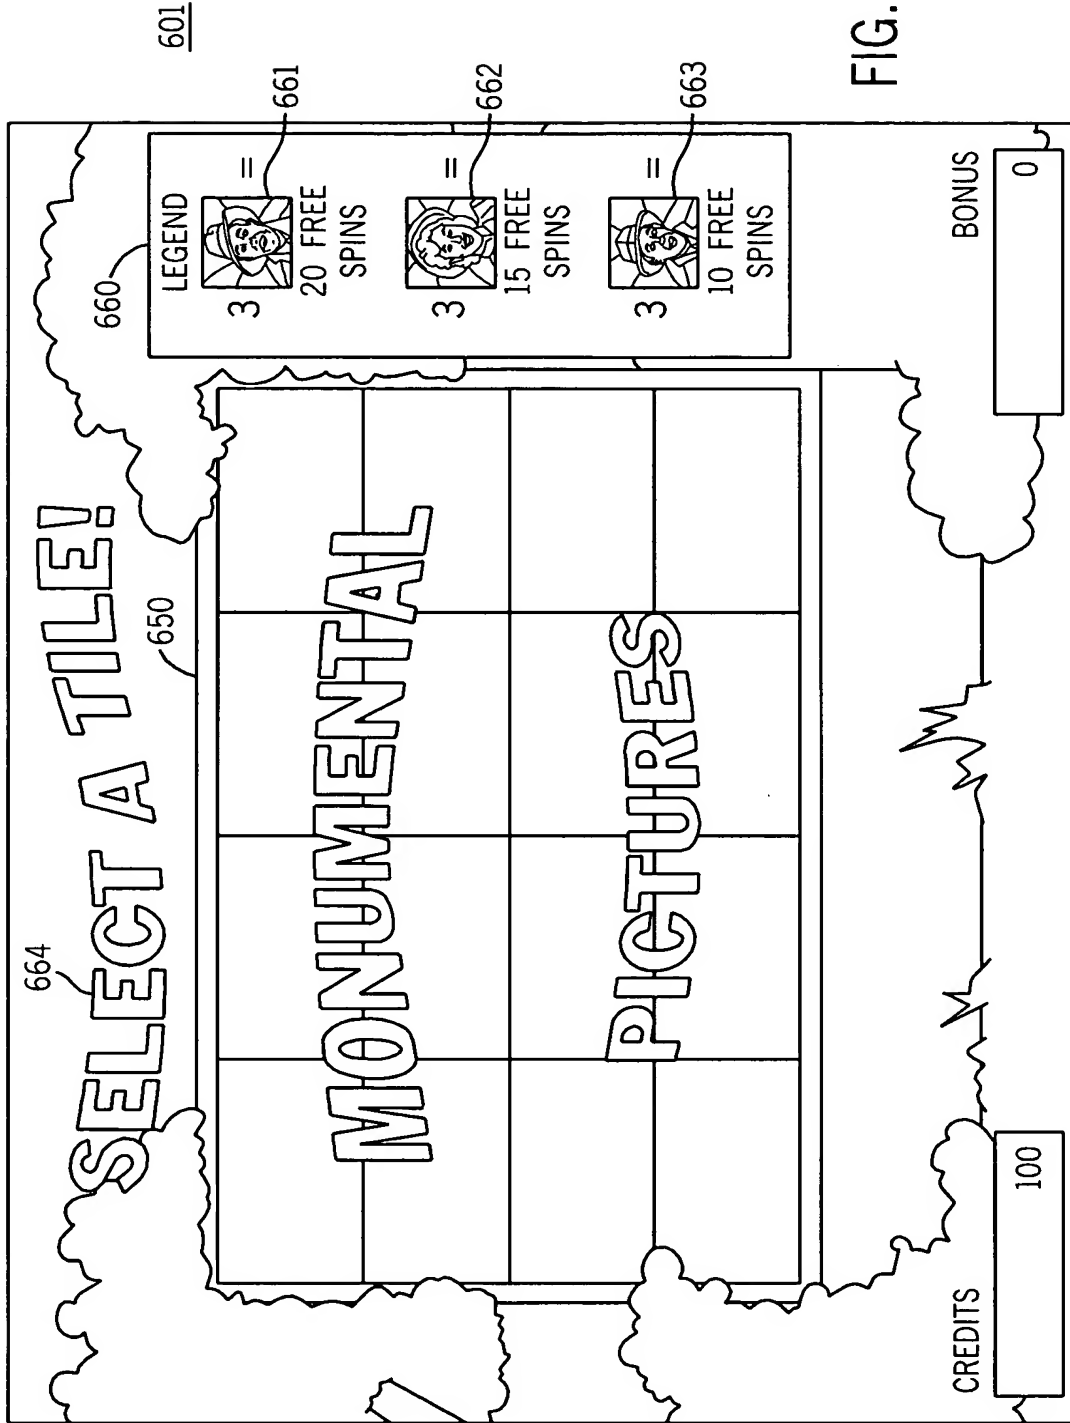 601
SELECT A TILE!
664
650
660
MONUMENTAL
PICTURES
LEGEND
3 =
20 FREE
SPINS
661
3 =
15 FREE
SPINS
662
3 =
10 FREE
SPINS
663
CREDITS
100
BONUS
0
FIG.